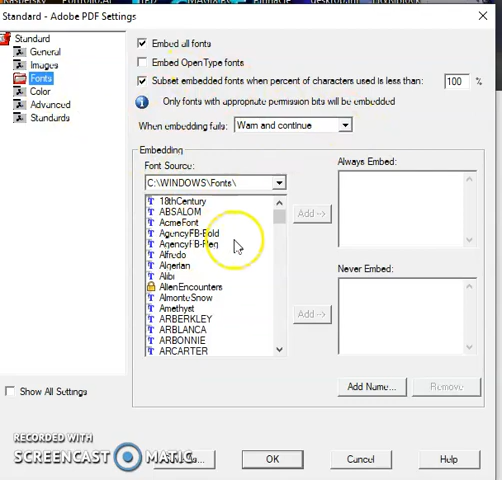 Standard - Adobe PDF Settings
Standard
General
Images
Fonts
Color
Advanced
Standards
Show All Settings
Embed all fonts
Embed OpenType fonts
Subset embedded fonts when percent of characters used is less than:
100 %
Only fonts with appropriate permission bits will be embedded
When embedding fails:
Warn and continue
Embedding
Font Source:
C:\WINDOWS\Fonts\
18thCentury
ABSALOM
AcmeFont
AgencyFB-Bold
AgencyFB-Reg
Alfredo
Algerian
Alibi
AlienEncounters
AlmonteSnow
Amethyst
ARBERKLEY
ARBLANCA
ARBONNIE
ARCARTER
Add -->
Add -->
Always Embed:
Never Embed:
Add Name...
Remove
RECORDED WITH
SCREENCAST MATIC
OK
Cancel
Help